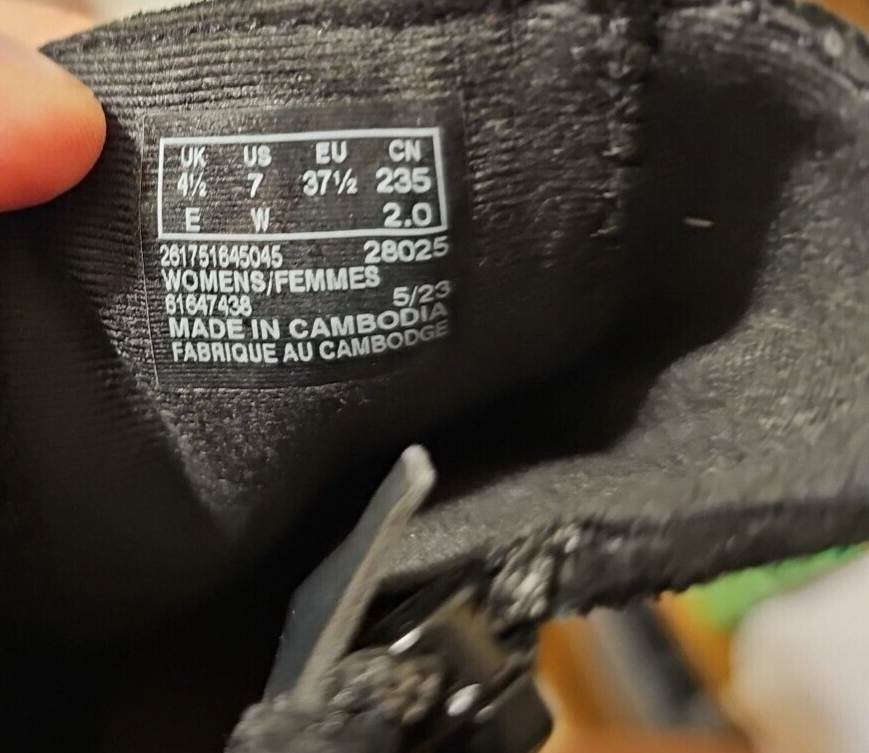 UK US EU CN
4½ 7 37½ 235
E W 2.0
261751645045 28025
WOMENS/FEMMES
61647438 5/23
MADE IN CAMBODIA
FABRIQUE AU CAMBODGE